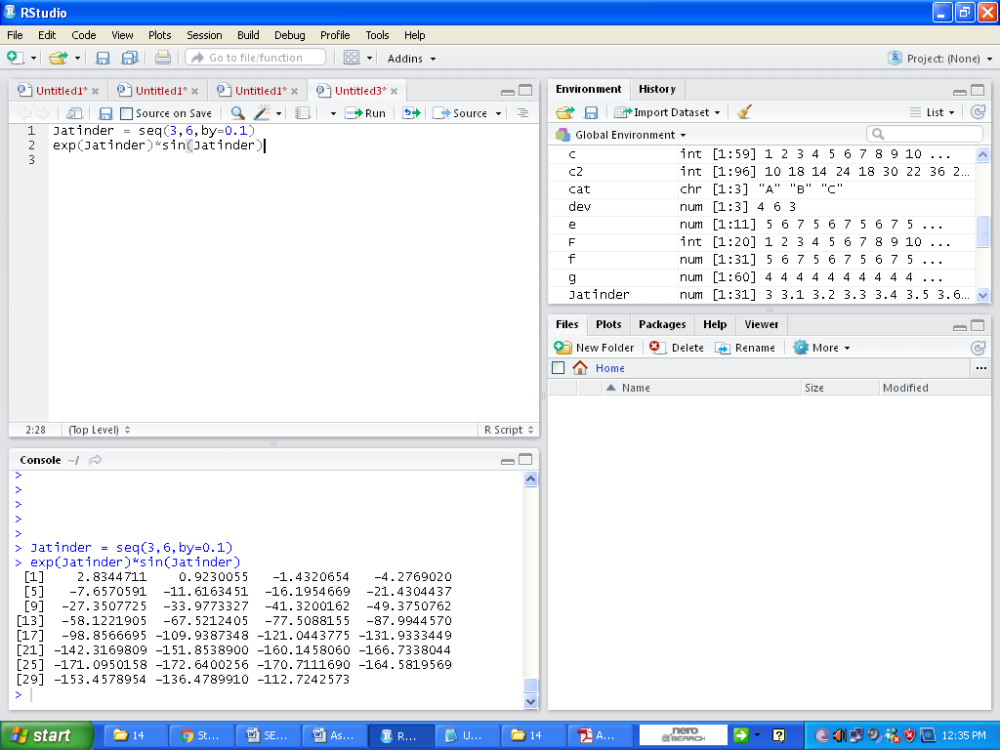 RStudio
File Edit Code View Plots Session Build Debug Profile Tools Help
Go to file/function Addins Project: (None)
Untitled1* Untitled1* Untitled1* Untitled3*
Source on Save Run Source
1 Jatinder = seq(3,6,by=0.1)
2 exp(Jatinder)*sin(Jatinder)
3
2:28 (Top Level) R Script
Console ~/
>
>
>
>
>
> Jatinder = seq(3,6,by=0.1)
> exp(Jatinder)*sin(Jatinder)
[1] 2.8344711 0.9230055 -1.4320654 -4.2769020
[5] -7.6570591 -11.6163451 -16.1954669 -21.4304437
[9] -27.3507725 -33.9773327 -41.3200162 -49.3750762
[13] -58.1221905 -67.5212405 -77.5088155 -87.9944570
[17] -98.8566695 -109.9387348 -121.0443775 -131.9333449
[21] -142.3169809 -151.8538900 -160.1458060 -166.7338044
[25] -171.0950158 -172.6400256 -170.7111690 -164.5819569
[29] -153.4578954 -136.4789910 -112.7242573
>
Environment History
Import Dataset List
Global Environment
c int [1:59] 1 2 3 4 5 6 7 8 9 10 ...
c2 int [1:96] 10 18 14 24 18 30 22 36 2...
cat chr [1:3] "A" "B" "C"
dev num [1:3] 4 6 3
e num [1:11] 5 6 7 5 6 7 5 6 7 5 ...
F int [1:20] 1 2 3 4 5 6 7 8 9 10 ...
f num [1:31] 5 6 7 5 6 7 5 6 7 5 ...
g num [1:60] 4 4 4 4 4 4 4 4 4 4 ...
Jatinder num [1:31] 3 3.1 3.2 3.3 3.4 3.5 3.6...
Files Plots Packages Help Viewer
New Folder Delete Rename More
Home ...
Name Size Modified
start 14 St... SE... As... R... U... 14 A... nero SEARCH 12:35 PM